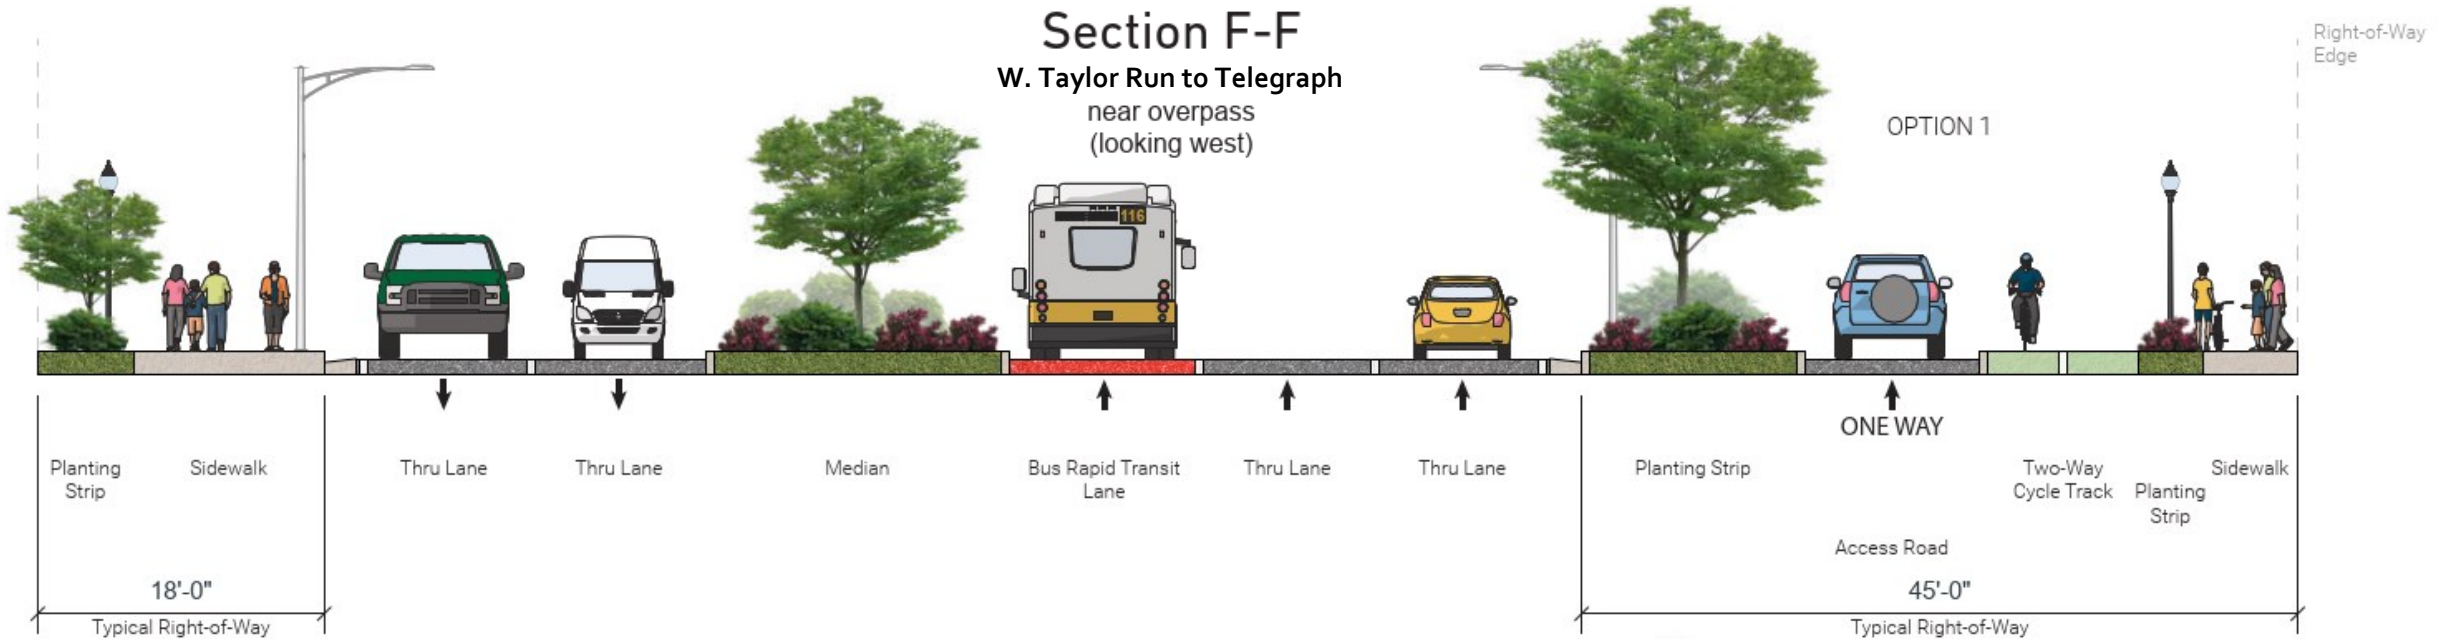 Section F-F
W. Taylor Run to Telegraph
near overpass
(looking west)
Right-of-Way
Edge
OPTION 1
116
ONE WAY
Planting
Strip
Sidewalk
Thru Lane
Thru Lane
Median
Bus Rapid Transit
Lane
Thru Lane
Thru Lane
Planting Strip
Access Road
Two-Way
Cycle Track
Planting
Strip
Sidewalk
18'-0"
Typical Right-of-Way
45'-0"
Typical Right-of-Way